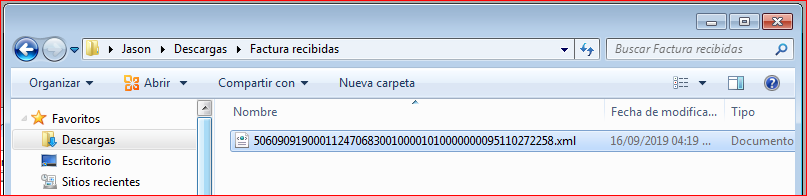 Jason Descargas Factura recibidas Buscar Factura recibidas
Organizar Abrir Compartir con Nueva carpeta
Nombre Fecha de modifica... Tipo
Favoritos
Descargas
Escritorio
Sitios recientes
50609091900011247068300100001010000000095110272258.xml 16/09/2019 04:19 ... Documento